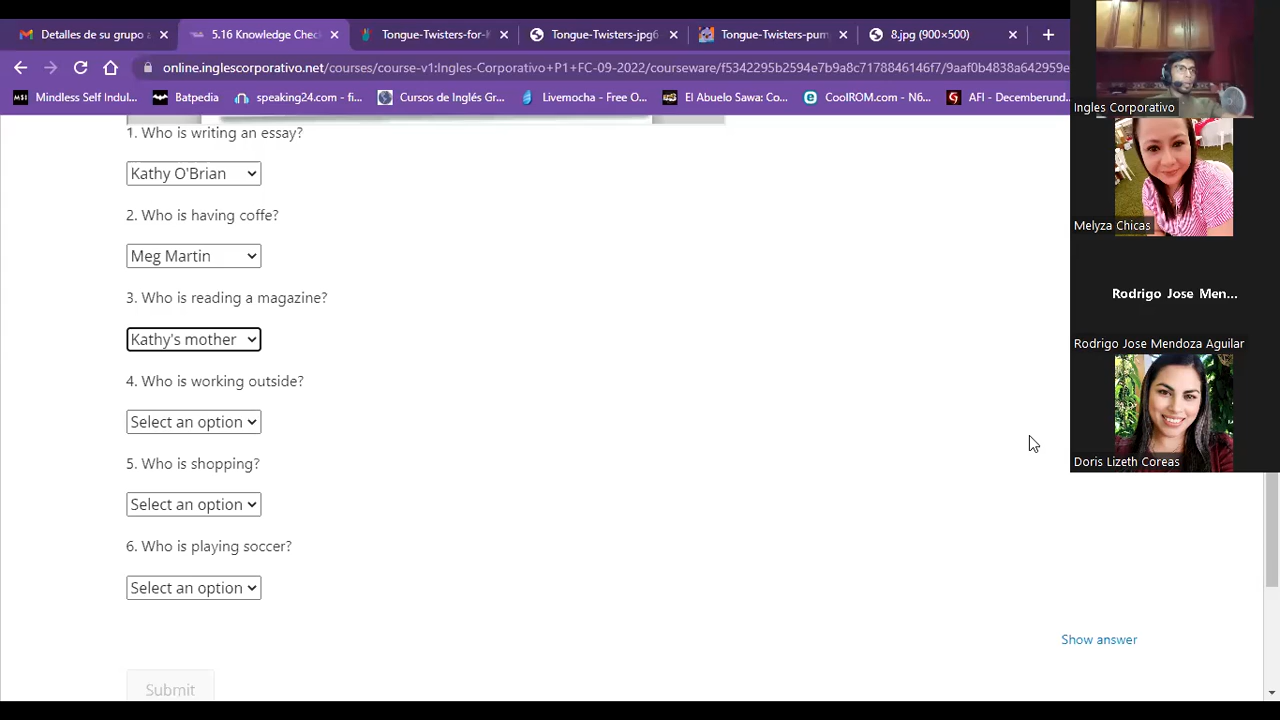 Detalles de su grupo a
5.16 Knowledge Chec
Tongue-Twisters-for-
Tongue-Twisters-jpg6
Tongue-Twisters-pum
8.jpg (900×500)
online.inglescorporativo.net/courses/course-v1:Ingles-Corporativo+P1+FC-09-2022/courseware/f5342295b2594e7b9a8c7178846146f7/9aaf0b4838a642959e
Mindless Self Indul...
Batpedia
speaking24.com - fi...
Curso de Inglés Gr...
Livemocha - Free O...
El Abuelo Sawa: Co...
CoolROM.com - N6...
AFI - Decemberund...
1. Who is writing an essay?
Kathy O'Brian
2. Who is having coffe?
Meg Martin
3. Who is reading a magazine?
Kathy's mother
4. Who is working outside?
Select an option
5. Who is shopping?
Select an option
6. Who is playing soccer?
Select an option
Show answer
Submit
Ingles Corporativo
Melyza Chicas
Rodrigo Jose Men...
Rodrigo Jose Mendoza Aguilar
Doris Lizeth Coreas